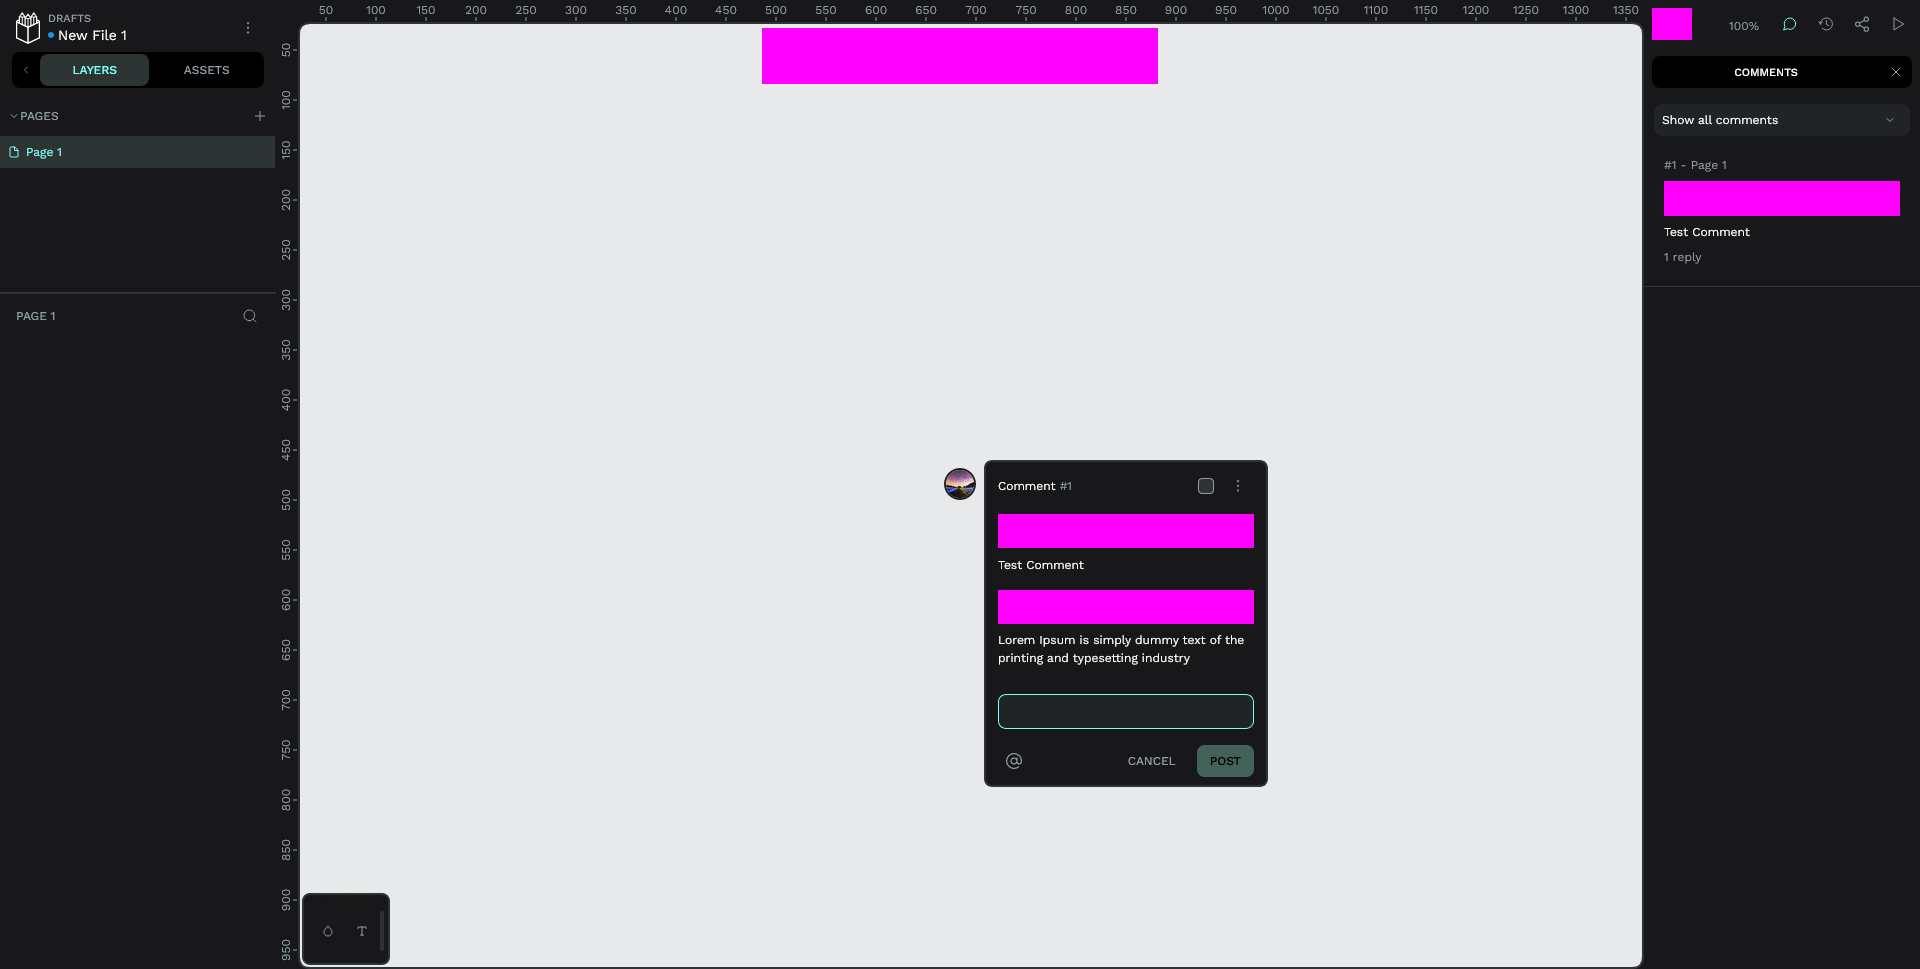 DRAFTS
New File 1
LAYERS
ASSETS
PAGES
Page 1
PAGE 1
50 100 150 200 250 300 350 400 450 500 550 600 650 700 750 800 850 900 950 1000 1050 1100 1150 1200 1250 1300 1350
50
100
150
200
250
300
350
400
450
500
550
600
650
700
750
800
850
900
950
Comment #1
Test Comment
Lorem Ipsum is simply dummy text of the
printing and typesetting industry
@
CANCEL
POST
T
100%
COMMENTS
Show all comments
#1 - Page 1
Test Comment
1 reply